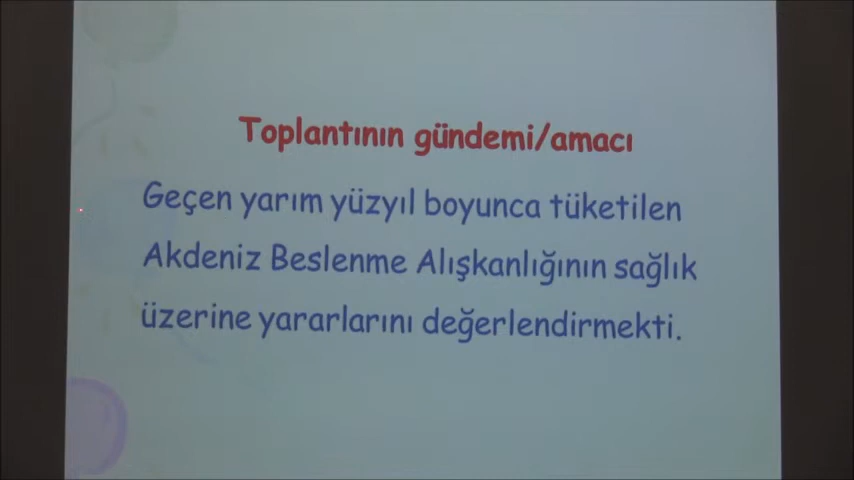 Toplantının gündemi/amacı
Geçen yarım yüzyıl boyunca tüketilen
Akdeniz Beslenme Alışkanlığının sağlık
üzerine yararlarını değerlendirmekti.